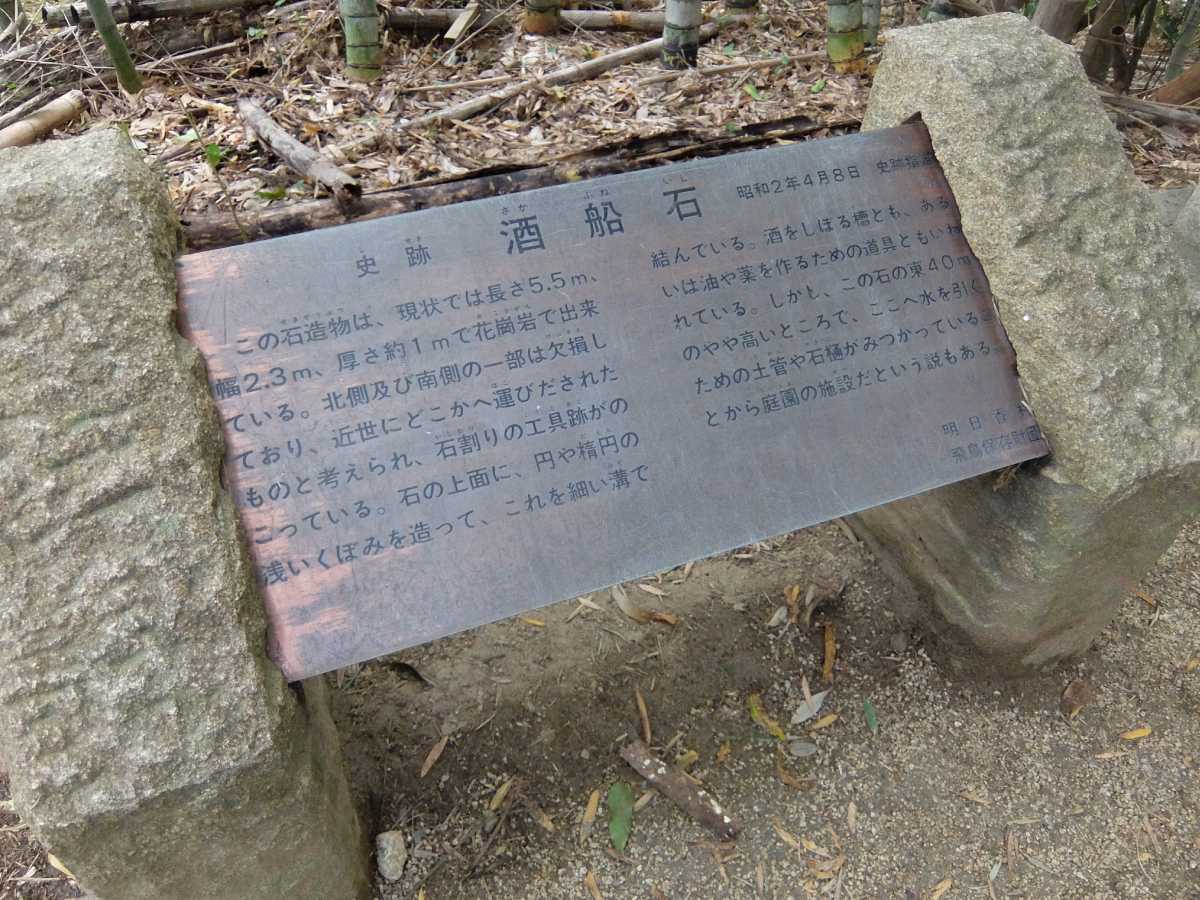 史跡 酒船石 昭和2年4月8日 史跡指定
この石造物は、現状では長さ5.5m、
幅2.3m、厚さ約1mで花崗岩で出来
ている。北側及び南側の一部は欠損し
ており、近世にどこかへ運びだされた
ものと考えられ、石割りの工具跡がの
こっている。石の上面に、円や楕円の
浅いくぼみを造って、これを細い溝で
結んでいる。酒をしぼる槽とも、ある
いは油や薬を作るための道具ともいわ
れている。しかし、この石の東40mの
やや高いところで、ここへ水を引く
ための土管や石樋がみつかっているこ
とから庭園の施設だという説もある。
明日香村
飛鳥保存財団